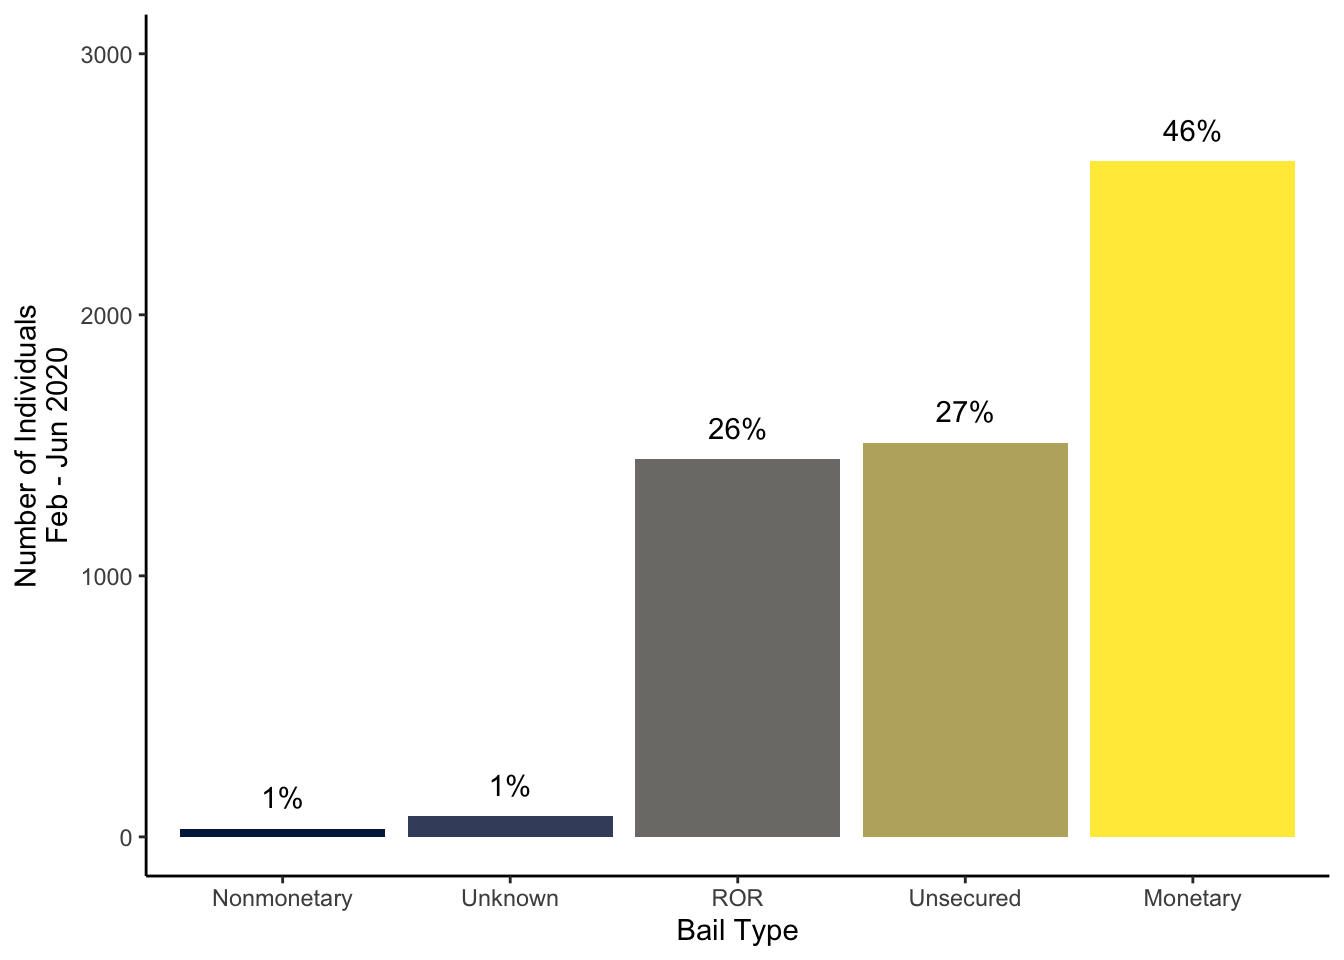 Number of Individuals
Feb - Jun 2020
3000
2000
1000
0
1%
1%
26%
27%
46%
Nonmonetary
Unknown
ROR
Unsecured
Monetary
Bail Type